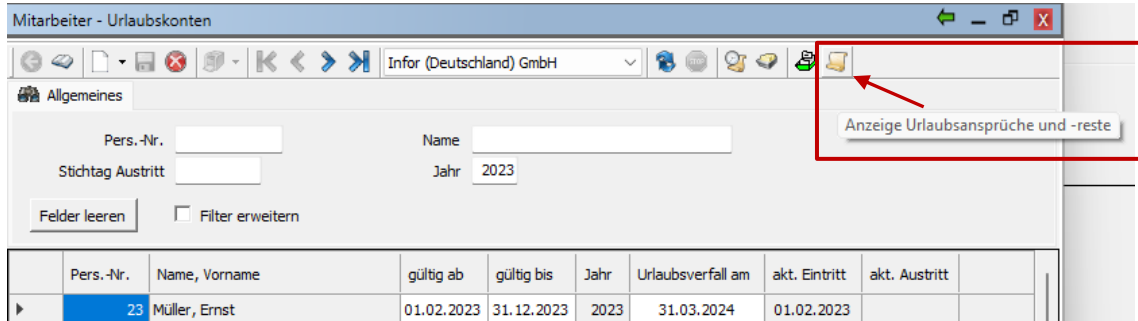 Mitarbeiter - Urlaubskonten
Infor (Deutschland) GmbH
Anzeige Urlaubsansprüche und -reste
Allgemeines
Pers.-Nr. Name
Stichtag Austritt Jahr 2023
Felder leeren Filter erweitern
Pers.-Nr. Name, Vorname gültig ab gültig bis Jahr Urlaubsverfall am akt. Eintritt akt. Austritt
23 Müller, Ernst 01.02.2023 31.12.2023 2023 31.03.2024 01.02.2023